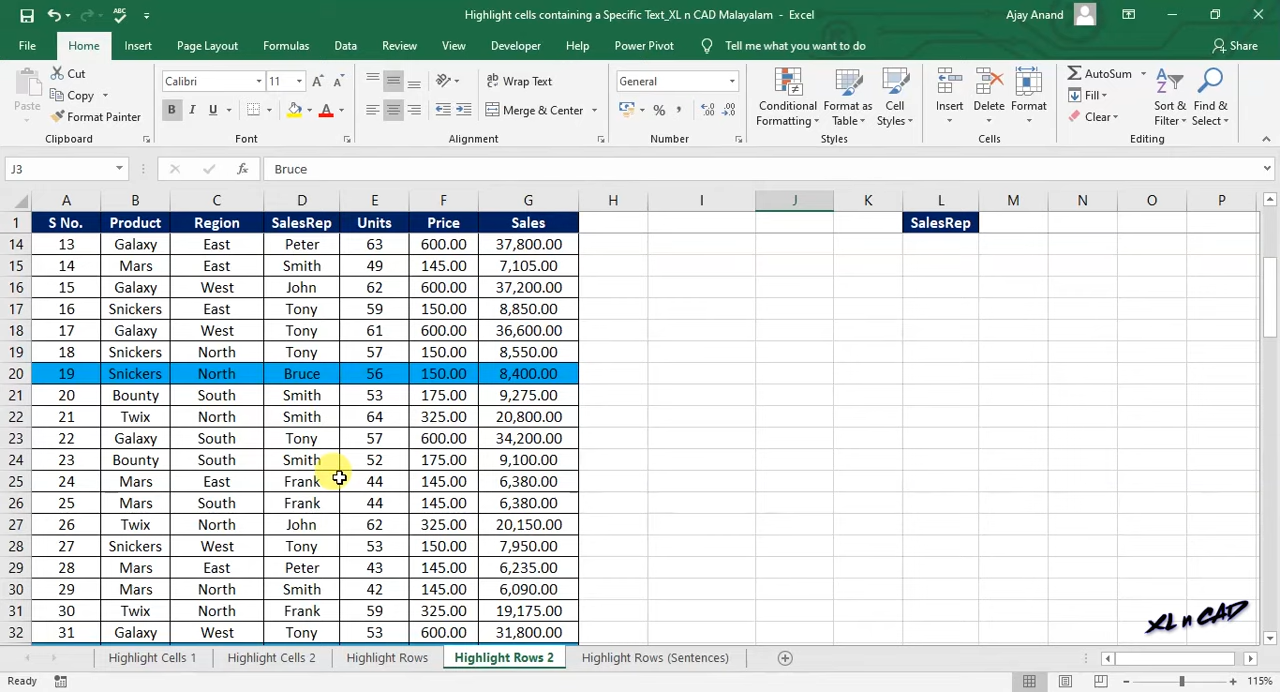 Highlight cells containing a Specific Text_XL n CAD Malayalam - Excel
Ajay Anand
File Home Insert Page Layout Formulas Data Review View Developer Help Power Pivot Tell me what you want to do Share
Paste
Cut
Copy
Format Painter
Clipboard
Calibri 11
B I U
Font
Wrap Text
Merge & Center
Alignment
General
%
Number
Conditional Formatting
Format as Table
Cell Styles
Styles
Insert Delete Format
Cells
AutoSum
Fill
Clear
Sort & Filter
Find & Select
Editing
J3 fx Bruce
A B C D E F G H I J K L M N O P
1 S No. Product Region SalesRep Units Price Sales SalesRep
14 13 Galaxy East Peter 63 600.00 37,800.00
15 14 Mars East Smith 49 145.00 7,105.00
16 15 Galaxy West John 62 600.00 37,200.00
17 16 Snickers East Tony 59 150.00 8,850.00
18 17 Galaxy West Tony 61 600.00 36,600.00
19 18 Snickers North Tony 57 150.00 8,550.00
20 19 Snickers North Bruce 56 150.00 8,400.00
21 20 Bounty South Smith 53 175.00 9,275.00
22 21 Twix North Smith 64 325.00 20,800.00
23 22 Galaxy South Tony 57 600.00 34,200.00
24 23 Bounty South Smith 52 175.00 9,100.00
25 24 Mars East Frank 44 145.00 6,380.00
26 25 Mars South Frank 44 145.00 6,380.00
27 26 Twix North John 62 325.00 20,150.00
28 27 Snickers West Tony 53 150.00 7,950.00
29 28 Mars East Peter 43 145.00 6,235.00
30 29 Mars North Smith 42 145.00 6,090.00
31 30 Twix North Frank 59 325.00 19,175.00
32 31 Galaxy West Tony 53 600.00 31,800.00
XL n CAD
Highlight Cells 1 Highlight Cells 2 Highlight Rows Highlight Rows 2 Highlight Rows (Sentences)
Ready 115%